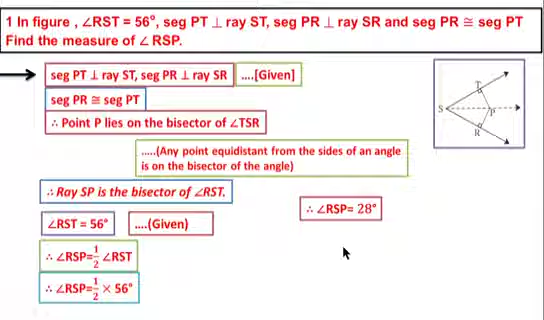 1 In figure , ∠RST = 56°, seg PT ⊥ ray ST, seg PR ⊥ ray SR and seg PR ≅ seg PT
Find the measure of ∠ RSP.
seg PT ⊥ ray ST, seg PR ⊥ ray SR ....[Given]
seg PR ≅ seg PT
∴ Point P lies on the bisector of ∠TSR
.....(Any point equidistant from the sides of an angle
is on the bisector of the angle)
∴ Ray SP is the bisector of ∠RST.
∠RST = 56° ....(Given)
∴ ∠RSP=1/2 ∠RST
∴ ∠RSP=1/2 × 56°
∴ ∠RSP= 28°
T
S
P
R